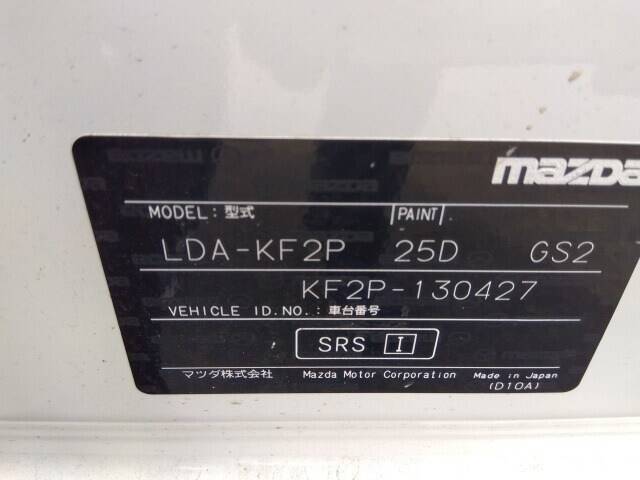 mazda
MODEL:型式 PAINT
LDA-KF2P 25D GS2
KF2P-130427
VEHICLE ID.NO.:車台番号
SRS I
マツダ株式会社 Mazda Motor Corporation Made in Japan
(D10A)